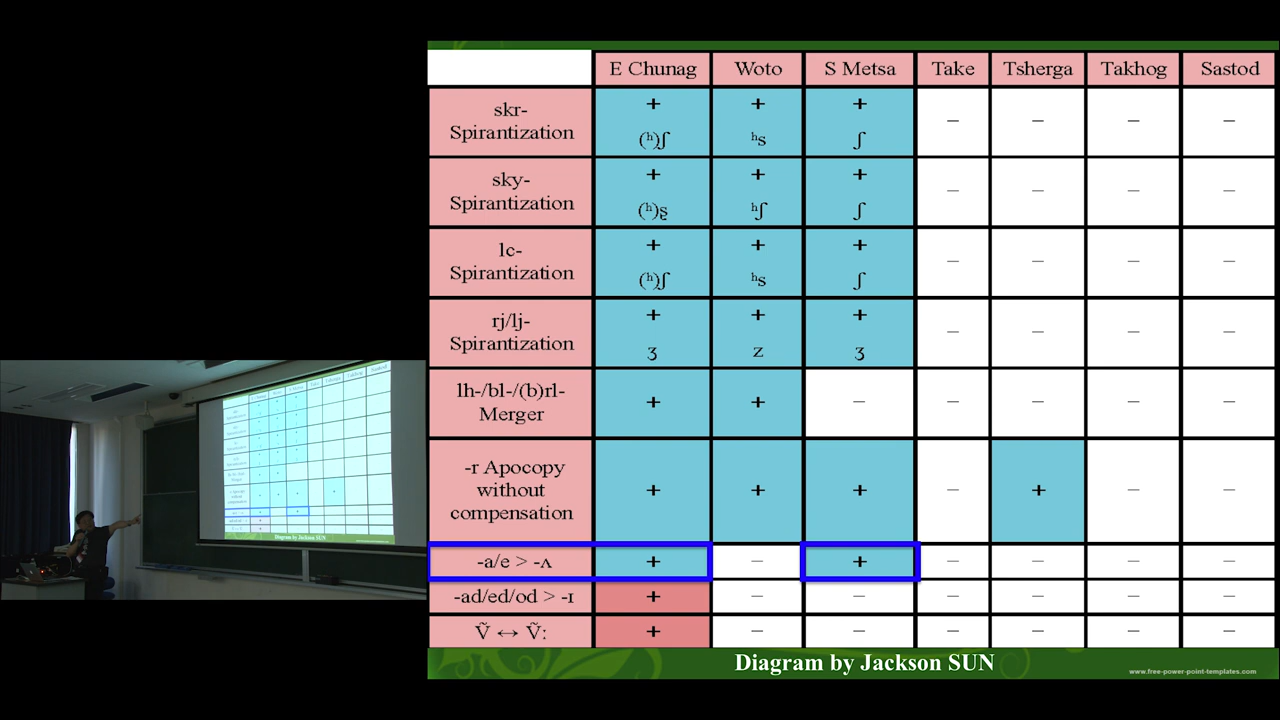 E Chunag Woto S Metsa Take Tsherga Takhog Sastod
skr-
Spirantization
+ + + – – – –
(ʰ)ʃ ʰs ʃ
sky-
Spirantization
+ + + – – – –
(ʰ)ʂ ʰʃ ʃ
lc-
Spirantization
+ + + – – – –
(ʰ)ʃ ʰs ʃ
rj/lj-
Spirantization
+ + + – – – –
ʒ z ʒ
lh-/bl-/(b)rl-
Merger
+ + – – – – –
-r Apocopy
without
compensation
+ + + – + – –
-a/e > -ʌ + – + – – – –
-ad/ed/od > -ɪ + – – – – – –
Ṽ ↔ Ṽ: + – – – – – –
Diagram by Jackson SUN
www.free-power-point-templates.com